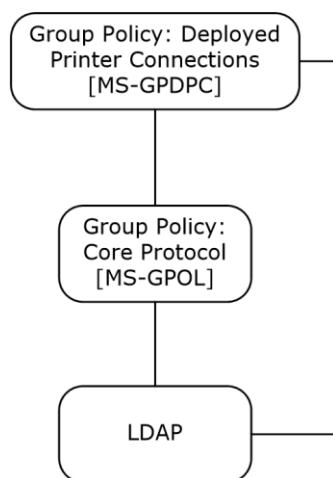 Group Policy: Deployed
Printer Connections
[MS-GPDPC]
Group Policy:
Core Protocol
[MS-GPOL]
LDAP